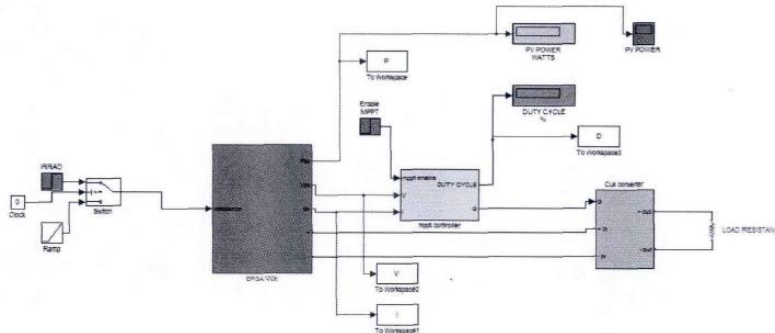 PV POWER
WATTS
PV POWER
P
To Workspace
Enable
MPPT
DUTY CYCLE
%
D
To Workspace3
IRRAD
mppt enable
DUTY CYCLE
V
I
G
mppt controller
Cuk converter
G
LOAD RESISTAN
0
Clock
Switch
Ramp
V
To Workspace2
I
To Workspace1